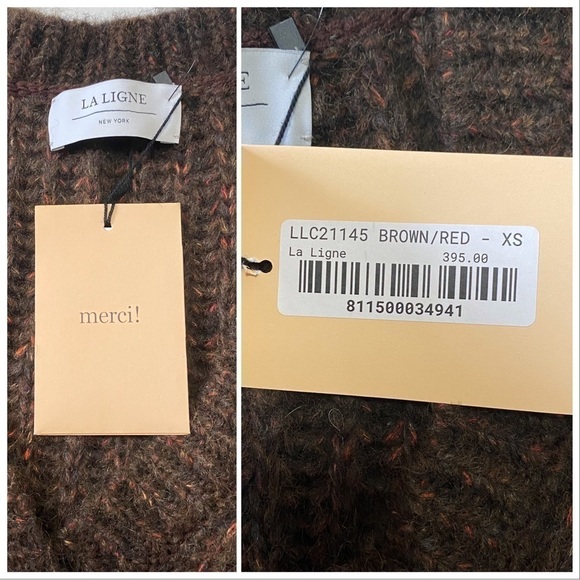 LA LIGNE
NEW YORK
merci!
E
LLC21145 BROWN/RED - XS
La Ligne 395.00
811500034941